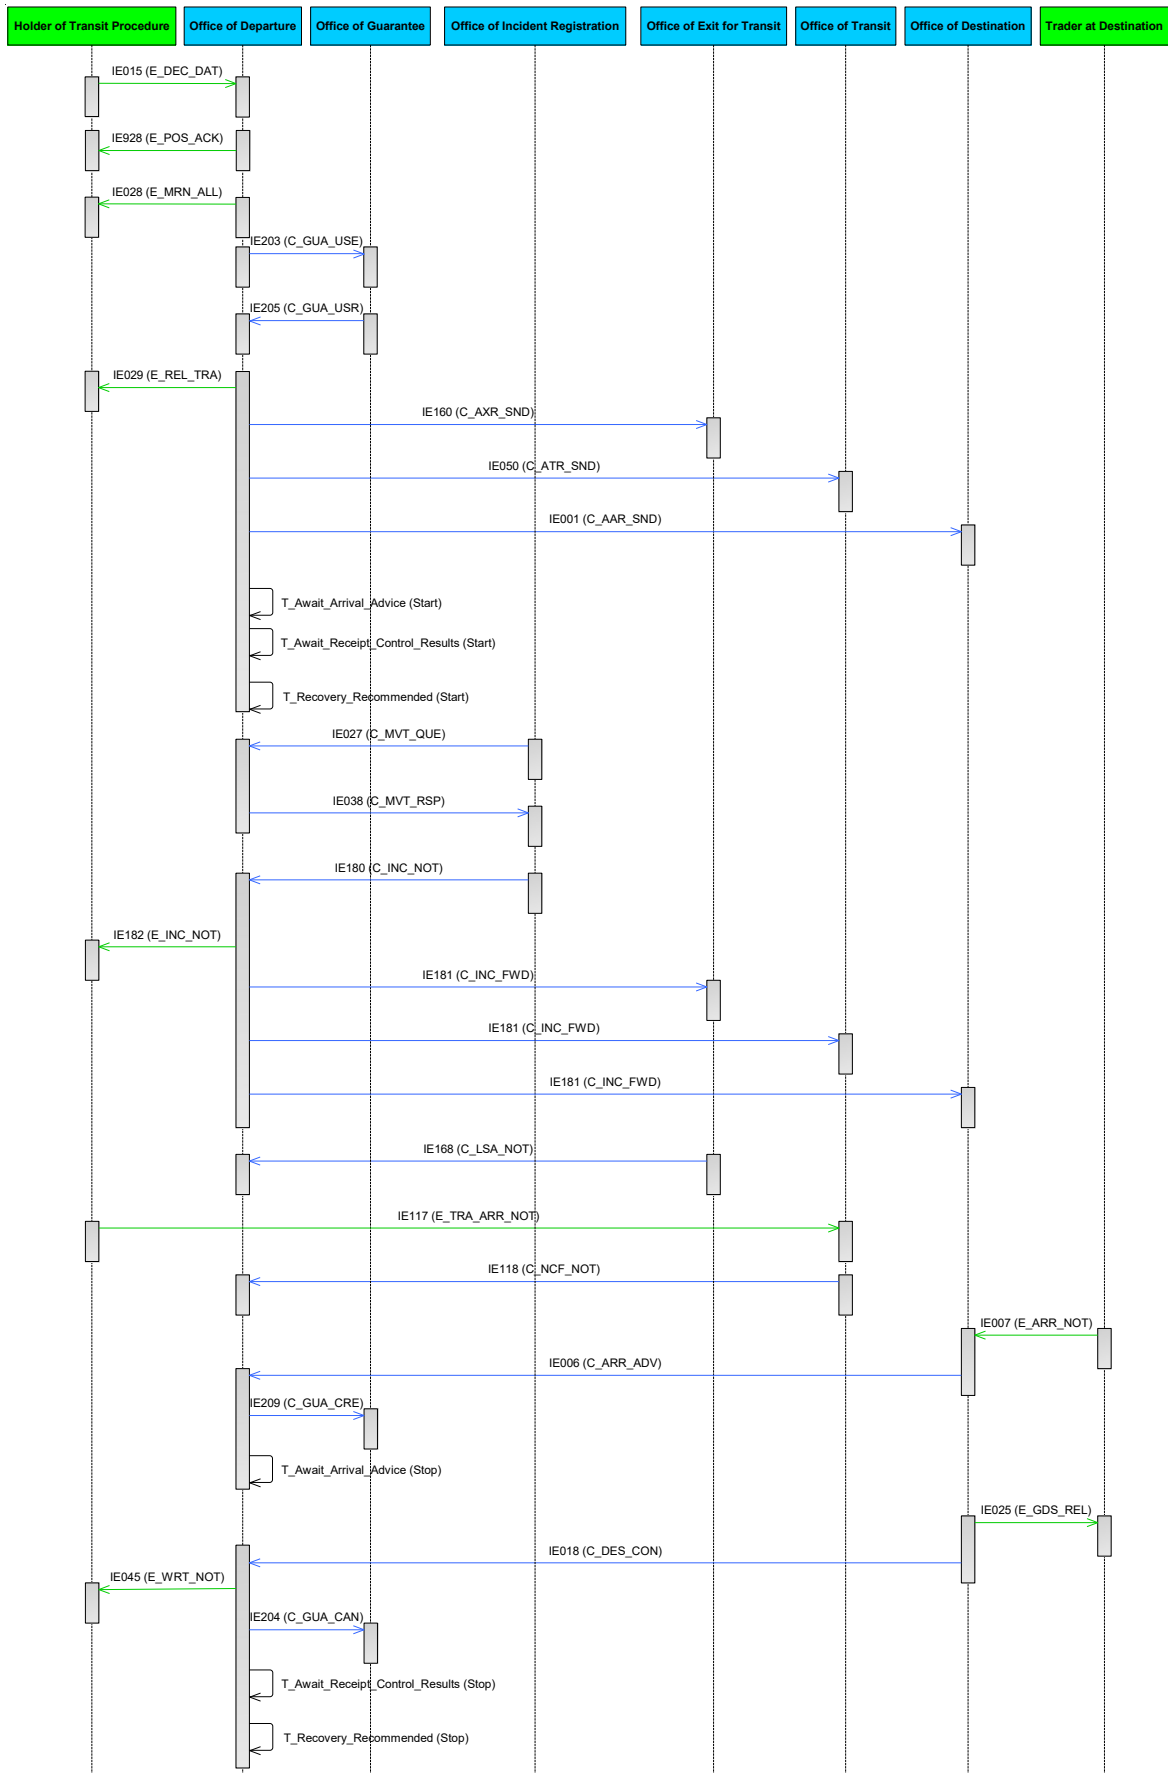 Holder of Transit Procedure
Office of Departure
Office of Guarantee
Office of Incident Registration
Office of Exit for Transit
Office of Transit
Office of Destination
Trader at Destination
IE015 (E_DEC_DAT)
IE928 (E_POS_ACK)
IE028 (E_MRN_ALL)
IE203 (C_GUA_USE)
IE205 (C_GUA_USR)
IE029 (E_REL_TRA)
IE160 (C_AXR_SND)
IE050 (C_ATR_SND)
IE001 (C_AAR_SND)
T_Await_Arrival_Advice (Start)
T_Await_Receipt_Control_Results (Start)
T_Recovery_Recommended (Start)
IE027 (C_MVT_QUE)
IE038 (C_MVT_RSP)
IE180 (C_INC_NOT)
IE182 (E_INC_NOT)
IE181 (C_INC_FWD)
IE181 (C_INC_FWD)
IE181 (C_INC_FWD)
IE168 (C_LSA_NOT)
IE117 (E_TRA_ARR_NOT)
IE118 (C_NCF_NOT)
IE007 (E_ARR_NOT)
IE006 (C_ARR_ADV)
IE209 (C_GUA_CRE)
T_Await_Arrival_Advice (Stop)
IE025 (E_GDS_REL)
IE018 (C_DES_CON)
IE045 (E_WRT_NOT)
IE204 (C_GUA_CAN)
T_Await_Receipt_Control_Results (Stop)
T_Recovery_Recommended (Stop)